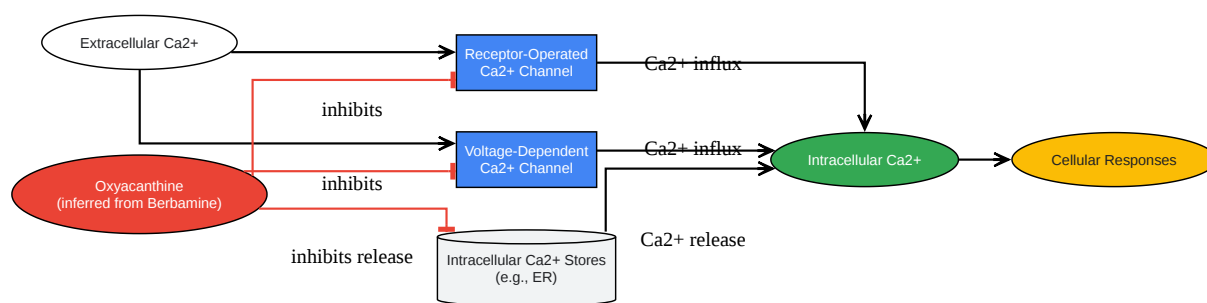 Extracellular Ca2+
Receptor-Operated
Ca2+ Channel
Ca2+ influx
inhibits
Voltage-Dependent
Ca2+ Channel
Ca2+ influx
Intracellular Ca2+
Cellular Responses
Oxyacanthine
(inferred from Berbamine)
inhibits
inhibits release
Intracellular Ca2+ Stores
(e.g., ER)
Ca2+ release